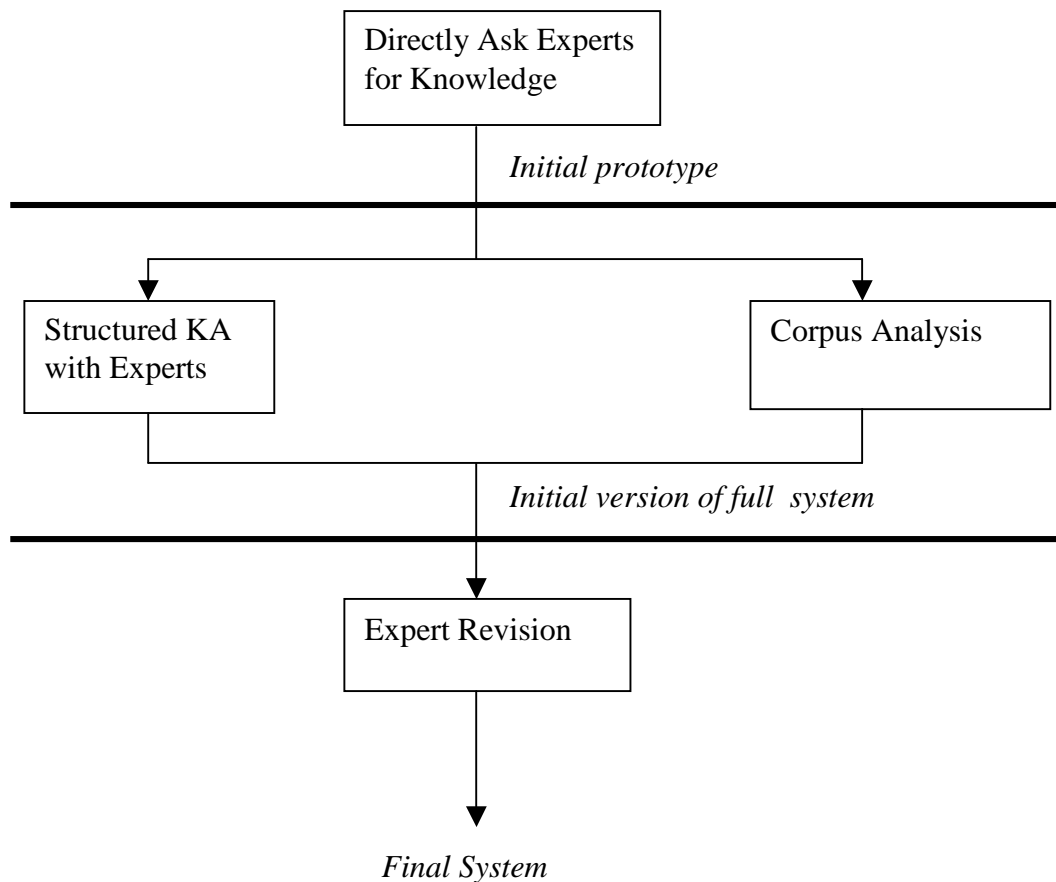 Directly Ask Experts
for Knowledge
Initial prototype
Structured KA
with Experts
Corpus Analysis
Initial version of full system
Expert Revision
Final System